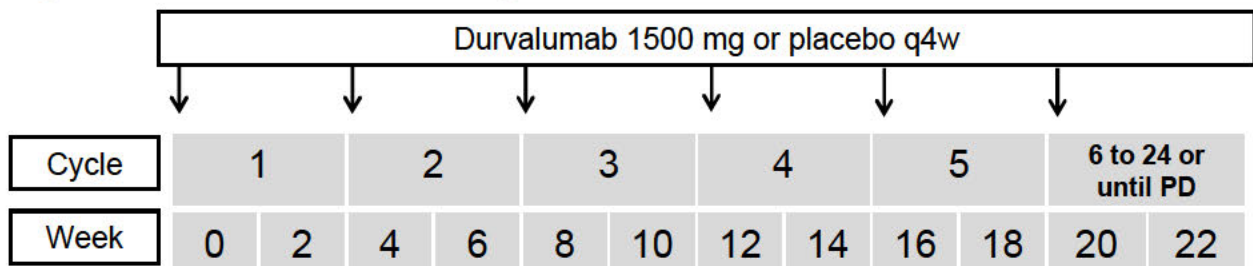 Durvalumab 1500 mg or placebo q4w
Cycle 1 2 3 4 5 6 to 24 or
until PD
Week 0 2 4 6 8 10 12 14 16 18 20 22